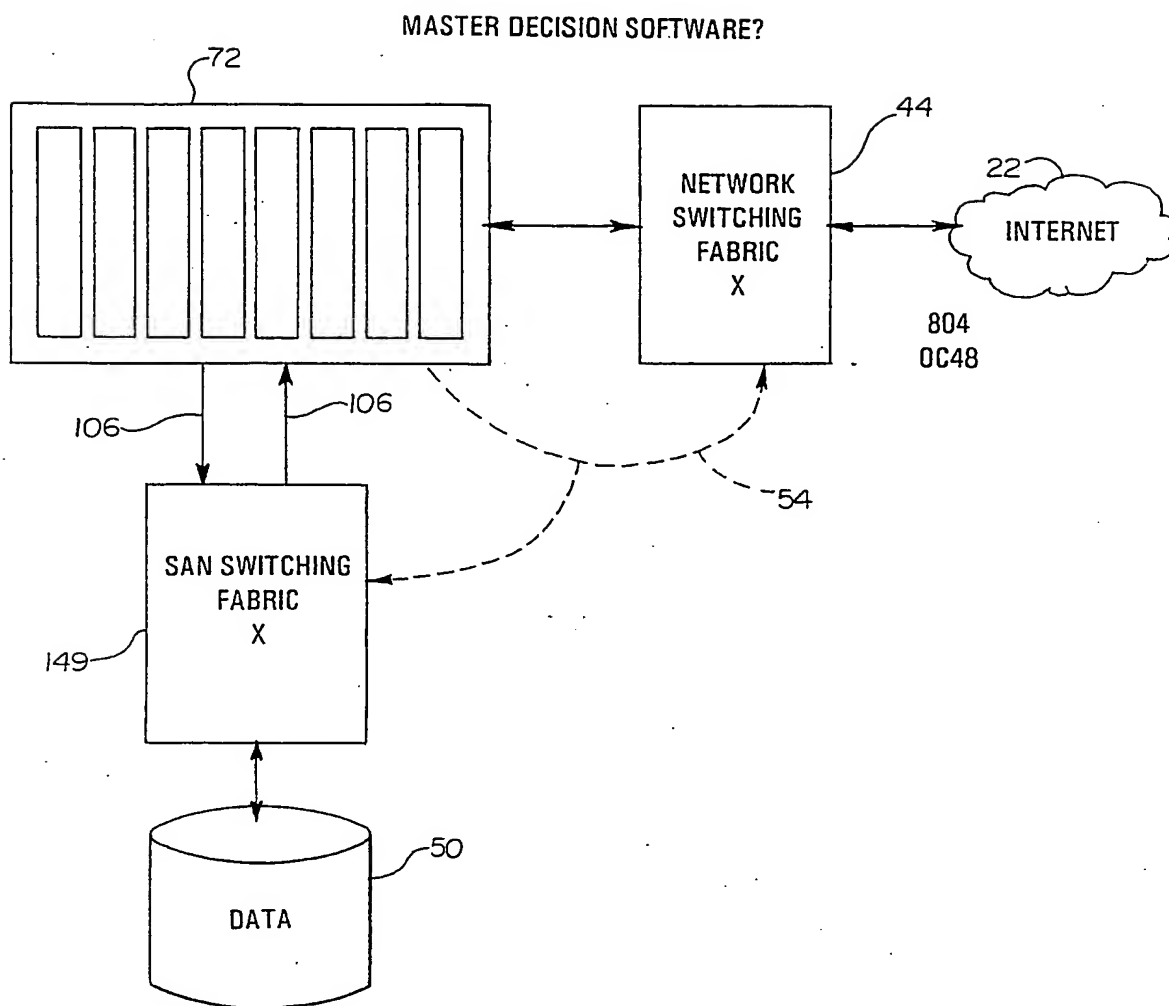 MASTER DECISION SOFTWARE?
72
44
22
NETWORK
SWITCHING
FABRIC
X
INTERNET
804
OC48
106
106
54
SAN SWITCHING
FABRIC
X
149
50
DATA